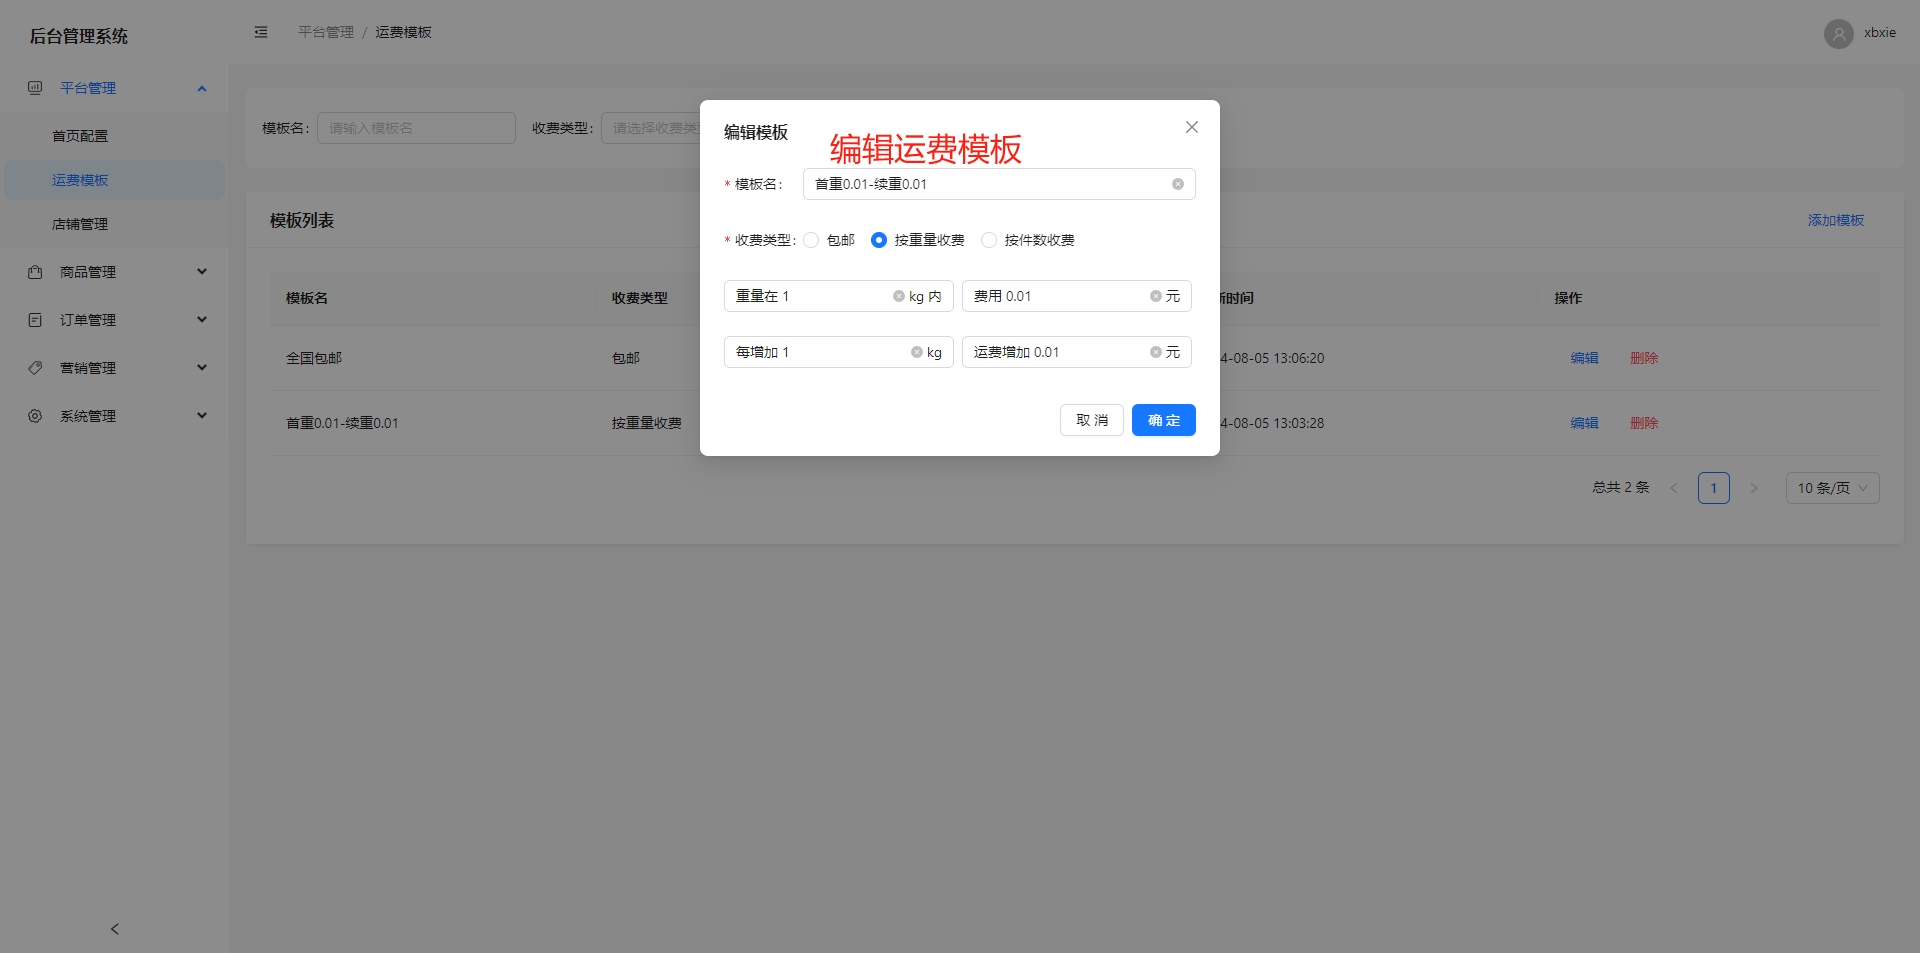 后台管理系统
平台管理 / 运费模板
xbxie
平台管理
首页配置
运费模板
店铺管理
商品管理
订单管理
营销管理
系统管理
模板名: 请输入模板名 收费类型: 请选择收费类
模板列表 添加模板
模板名 收费类型 新时间 操作
全国包邮 包邮 4-08-05 13:06:20 编辑 删除
首重0.01-续重0.01 按重量收费 4-08-05 13:03:28 编辑 删除
总共 2 条 < 1 > 10 条/页
编辑模板
编辑运费模板
* 模板名: 首重0.01-续重0.01
* 收费类型: 包邮 按重量收费 按件数收费
重量在 1 kg 内 费用 0.01 元
每增加 1 kg 运费增加 0.01 元
取 消 确 定